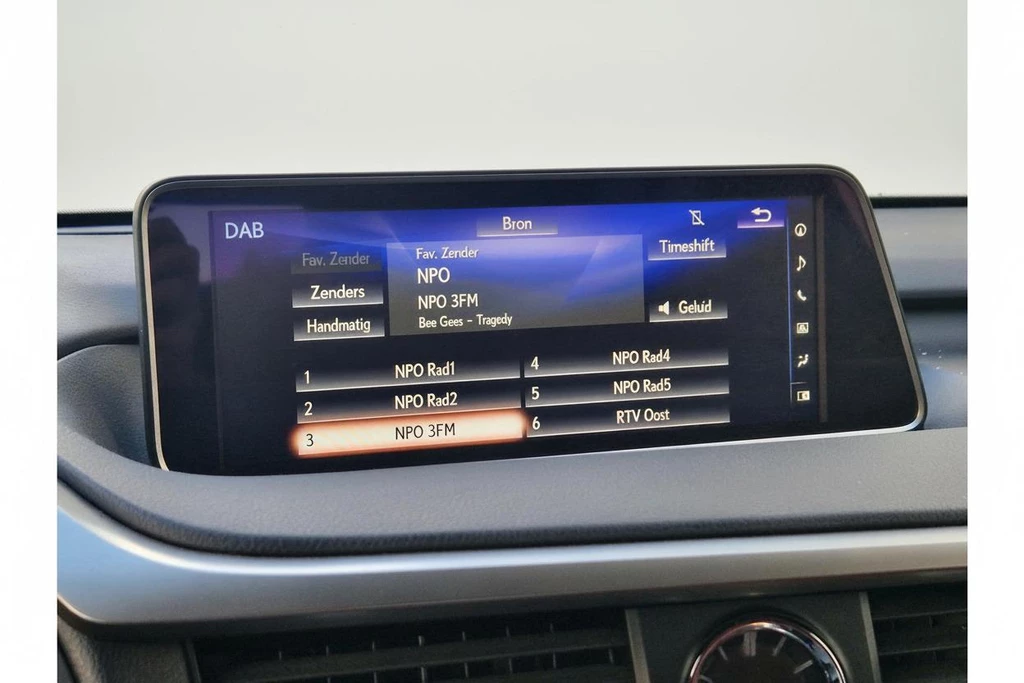 DAB
Bron
Fav. Zender
Zenders
Handmatig
Fav. Zender
NPO
NPO 3FM
Bee Gees - Tragedy
Timeshift
Geluid
1 NPO Rad1
2 NPO Rad2
3 NPO 3FM
4 NPO Rad4
5 NPO Rad5
6 RTV Oost